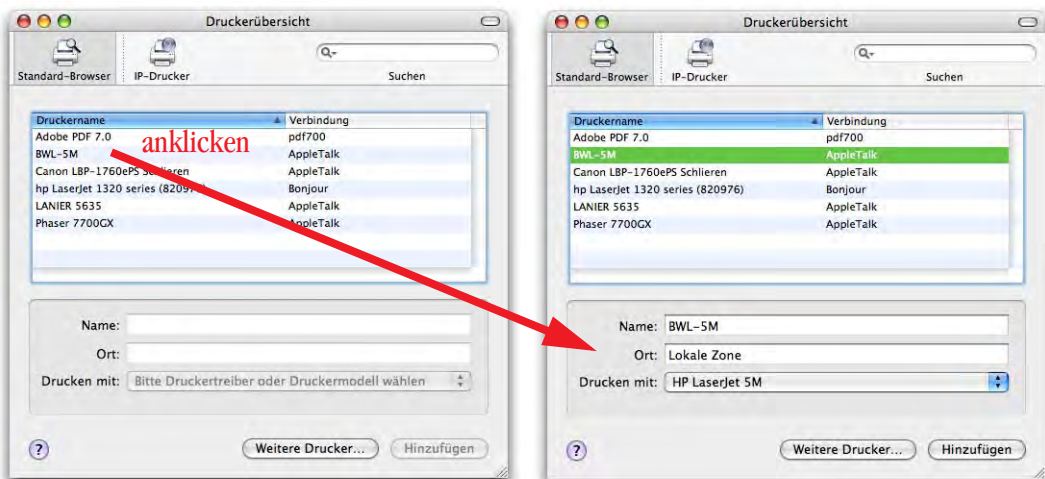 Druckerübersicht
Standard-Browser IP-Drucker Suchen
Druckername Verbindung
Adobe PDF 7.0 pdf700
anklicken
BWL-5M AppleTalk
Canon LBP-1760ePS Schlieren AppleTalk
hp LaserJet 1320 series (820976) Bonjour
LANIER 5635 AppleTalk
Phaser 7700GX AppleTalk
Name:
Ort:
Drucken mit: Bitte Druckertreiber oder Druckermodell wählen
? Weitere Drucker... Hinzufügen
Druckerübersicht
Standard-Browser IP-Drucker Suchen
Druckername Verbindung
Adobe PDF 7.0 pdf700
BWL-5M AppleTalk
Canon LBP-1760ePS Schlieren AppleTalk
hp LaserJet 1320 series (820976) Bonjour
LANIER 5635 AppleTalk
Phaser 7700GX AppleTalk
Name: BWL-5M
Ort: Lokale Zone
Drucken mit: HP LaserJet 5M
? Weitere Drucker... Hinzufügen